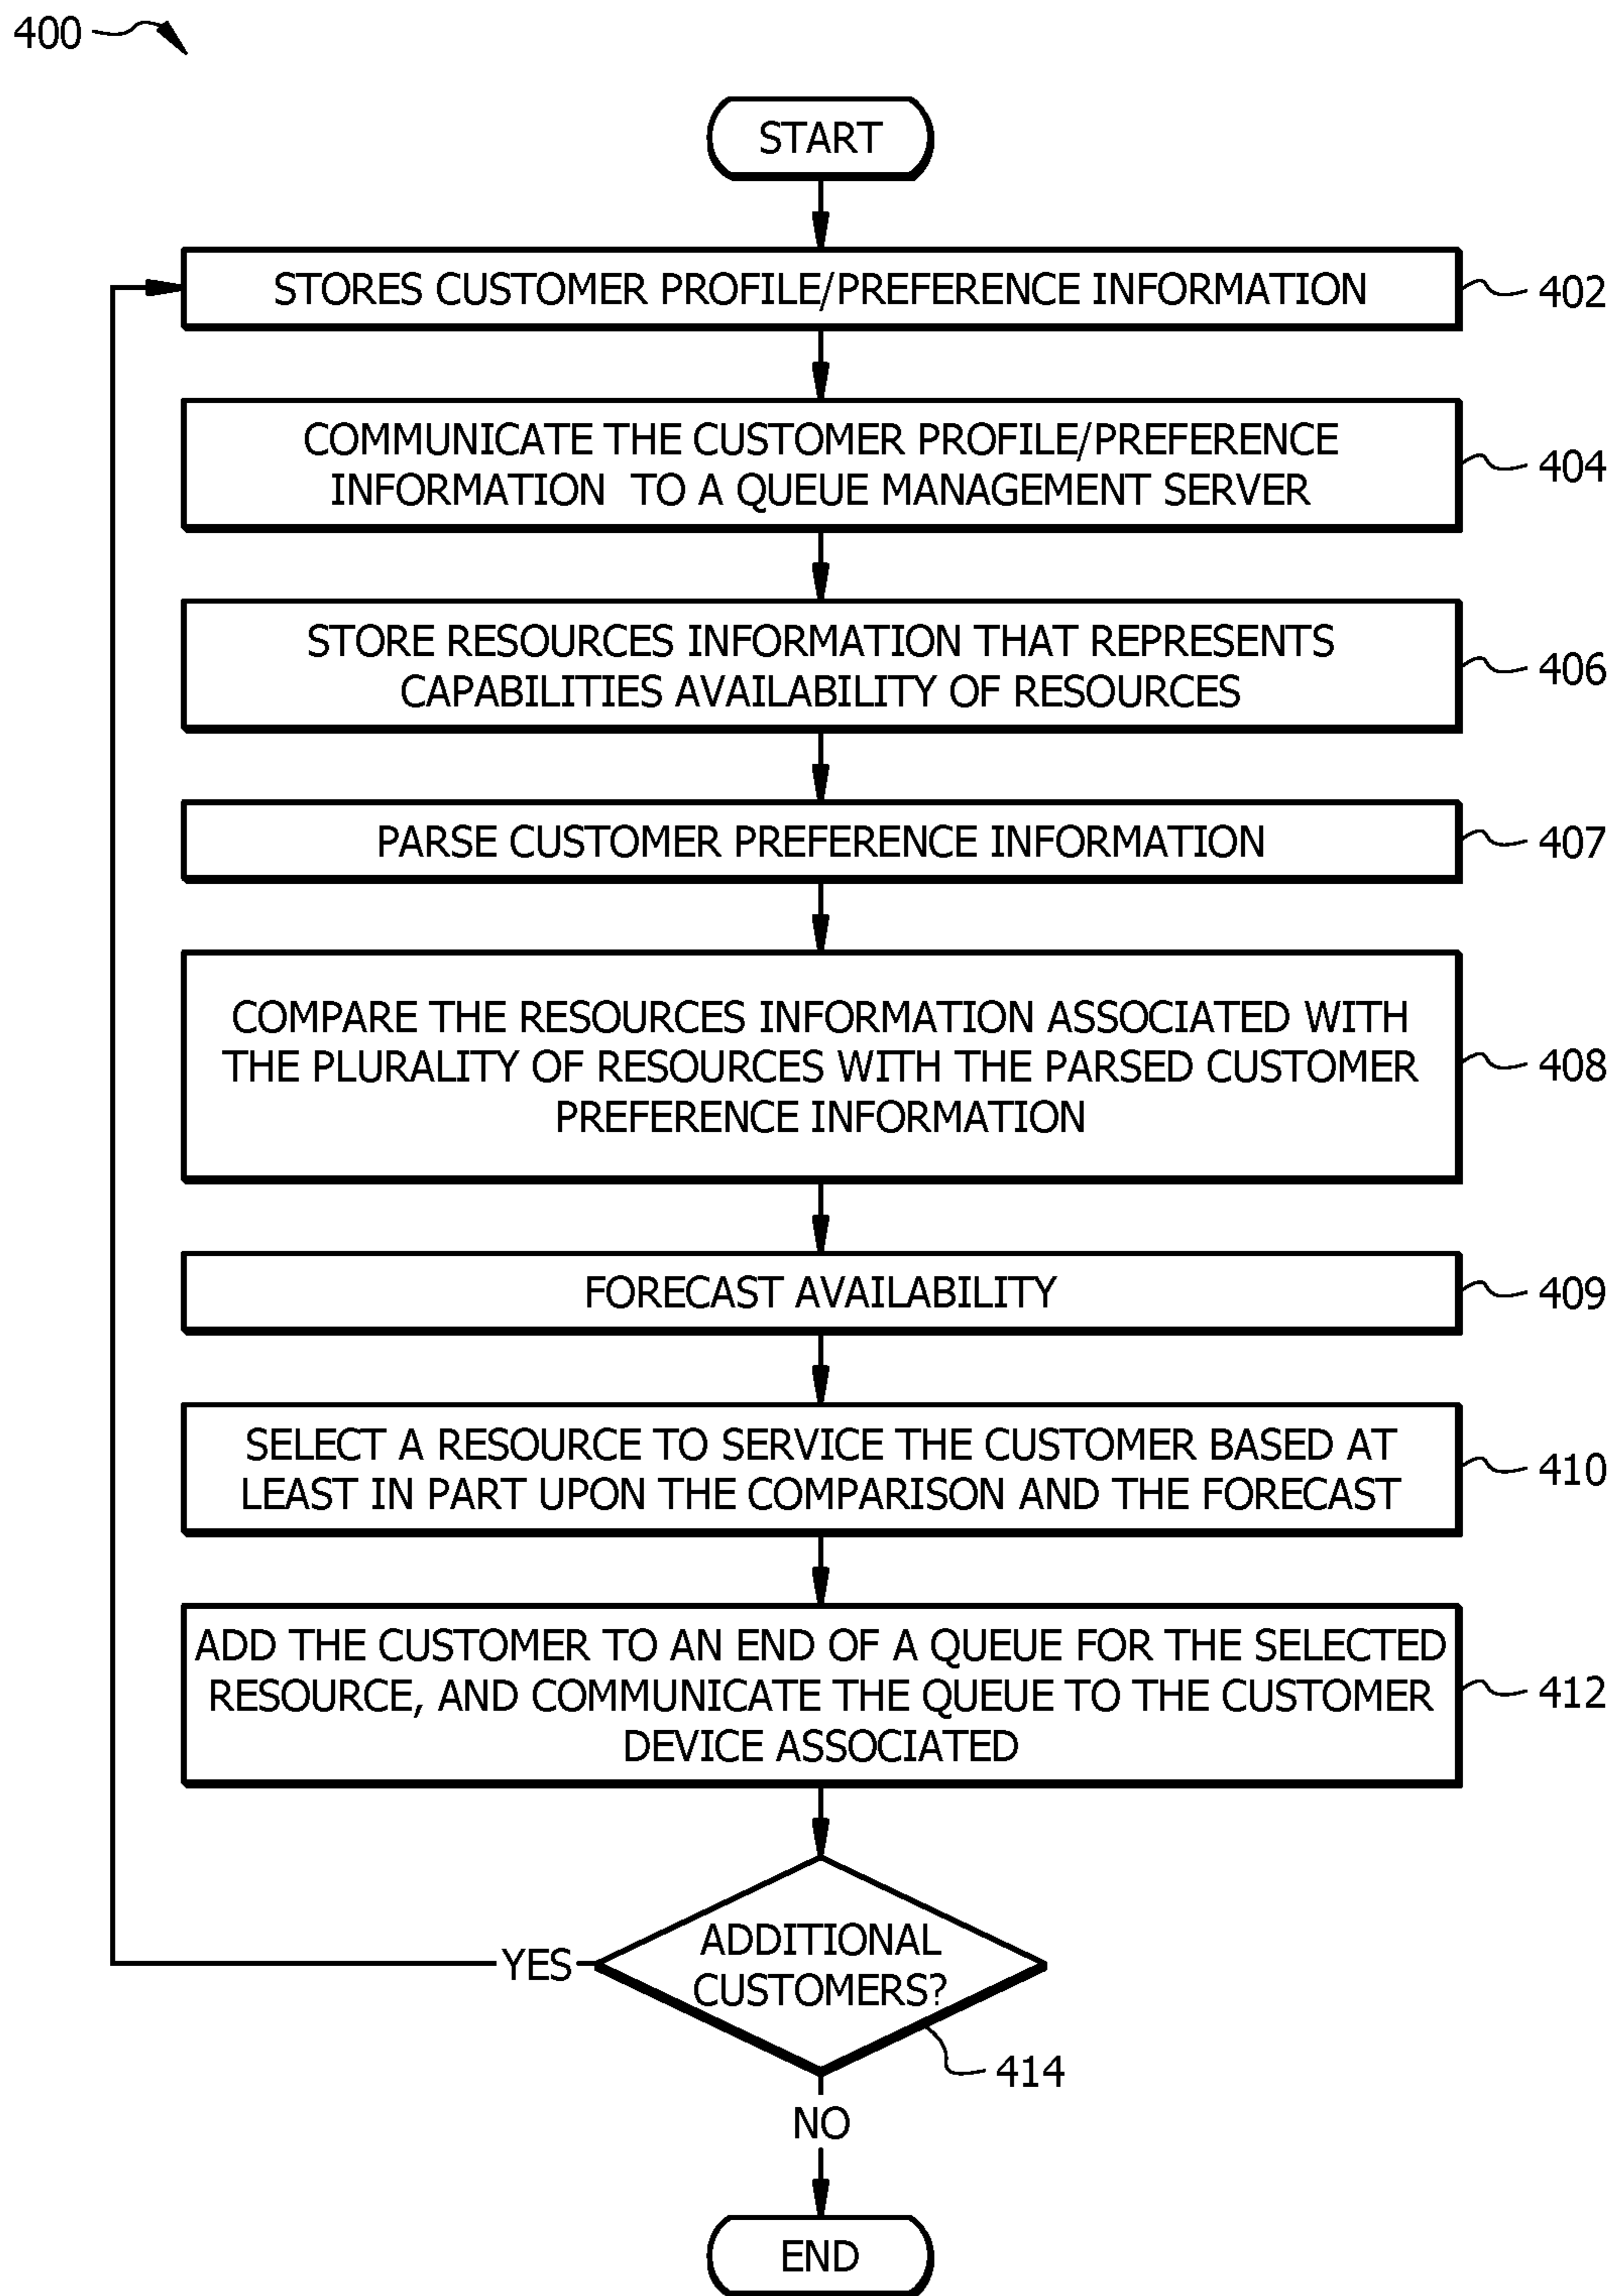 400
START
STORES CUSTOMER PROFILE/PREFERENCE INFORMATION
402
COMMUNICATE THE CUSTOMER PROFILE/PREFERENCE
INFORMATION TO A QUEUE MANAGEMENT SERVER
404
STORE RESOURCES INFORMATION THAT REPRESENTS
CAPABILITIES AVAILABILITY OF RESOURCES
406
PARSE CUSTOMER PREFERENCE INFORMATION
407
COMPARE THE RESOURCES INFORMATION ASSOCIATED WITH
THE PLURALITY OF RESOURCES WITH THE PARSED CUSTOMER
PREFERENCE INFORMATION
408
FORECAST AVAILABILITY
409
SELECT A RESOURCE TO SERVICE THE CUSTOMER BASED AT
LEAST IN PART UPON THE COMPARISON AND THE FORECAST
410
ADD THE CUSTOMER TO AN END OF A QUEUE FOR THE SELECTED
RESOURCE, AND COMMUNICATE THE QUEUE TO THE CUSTOMER
DEVICE ASSOCIATED
412
ADDITIONAL
CUSTOMERS?
YES
414
NO
END